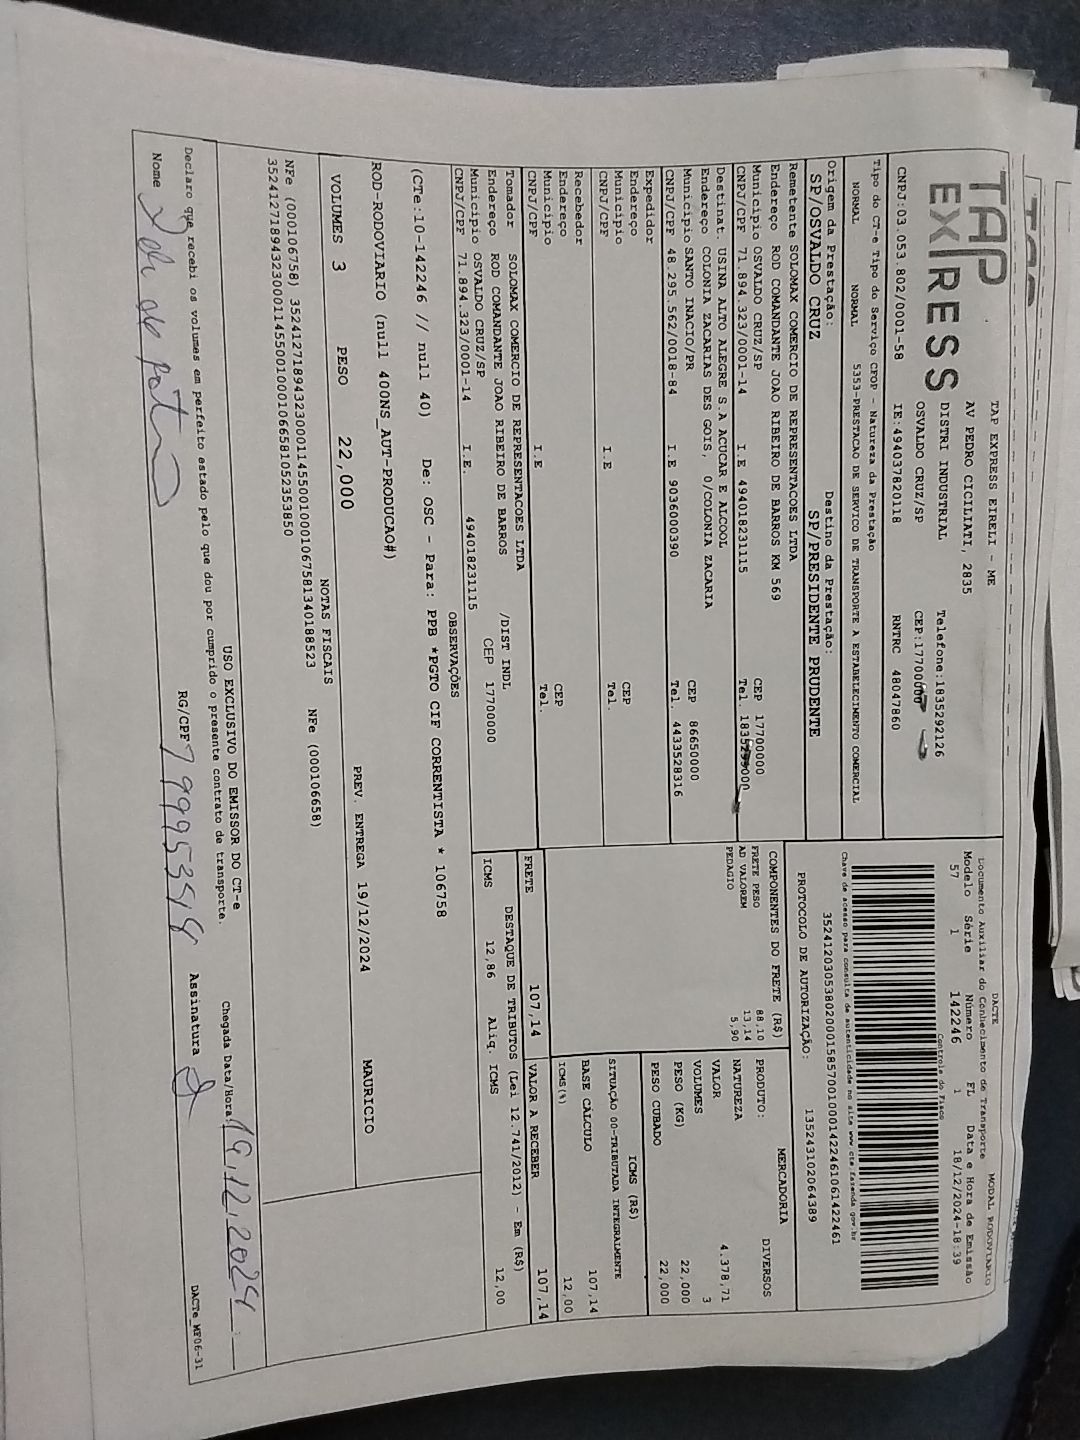 TAP
EXPRESS
TAP EXPRESS EIRELI - ME
AV PEDRO CICILIATI, 2835
DISTRI INDUSTRIAL Telefone:1835292126
OSVALDO CRUZ/SP CEP:17700000
CNPJ:03.053.802/0001-58 IE:494037820118 RNTRC 48047860
Tipo do CT-e Tipo do Serviço CFOP - Natureza da Prestação
NORMAL NORMAL 5353-PRESTACAO DE SERVICO DE TRANSPORTE A ESTABELECIMENTO COMERCIAL
Origem da Prestação: Destino da Prestação:
SP/OSVALDO CRUZ SP/PRESIDENTE PRUDENTE
Remetente SOLOMAX COMERCIO DE REPRESENTACOES LTDA
Endereço ROD COMANDANTE JOAO RIBEIRO DE BARROS KM 569
Município OSVALDO CRUZ/SP CEP 17700000
CNPJ/CPF 71.894.323/0001-14 I.E 494018231115 Tel.
Destinat. USINA ALTO ALEGRE S.A ACUCAR E ALCOOL
Endereço COLONIA ZACARIAS DES GOIS, 0/COLONIA ZACARIA
Município SANTO INACIO/PR CEP 86650000
CNPJ/CPF 48.295.562/0018-84 I.E 9036000390 Tel. 4433528316
Expedidor
Endereço
Município CEP
CNPJ/CPF I.E Tel.
Recebedor
Endereço
Município CEP
CNPJ/CPF I.E Tel.
Tomador SOLOMAX COMERCIO DE REPRESENTACOES LTDA
Endereço ROD COMANDANTE JOAO RIBEIRO DE BARROS /DIST INDL
Município OSVALDO CRUZ/SP CEP 17700000
CNPJ/CPF 71.894.323/0001-14 I.E. 494018231115
DACTE
Documento Auxiliar do Conhecimento de Transporte MODAL RODOVIARIO
Modelo Série Número FL Data e Hora de Emissão
57 1 142246 1 18/12/2024-18:39
Controle do Fisco
Chave de acesso para consulta de autenticidade no site www.cte.fazenda.gov.br
35241203053802000158570010001422461061422461
PROTOCOLO DE AUTORIZAÇÃO: 135243102064389
COMPONENTES DO FRETE (R$)
FRETE PESO 88,10
AD VALOREM 13,14
PEDAGIO 5,90
MERCADORIA
PRODUTO: DIVERSOS
NATUREZA
VALOR 4.378,71
VOLUMES 3
PESO (KG) 22,000
PESO CUBADO 22,000
ICMS (R$)
SITUAÇÃO 00-TRIBUTADA INTEGRALMENTE
BASE CALCULO 107,14
ICMS(%) 12,00
FRETE 107,14 VALOR A RECEBER 107,14
DESTAQUE DE TRIBUTOS (Lei 12.741/2012) - Em (R$)
ICMS 12,86 Aliq. ICMS 12,00
OBSERVAÇÕES
(CTe.:10-142246 // null 40) De: OSC - Para: PPB *PGTO CIF CORRENTISTA * 106758
ROD-RODOVIARIO (null 400NS_AUT-PRODUCAO#)
VOLUMES 3 PESO 22,000 PREV. ENTREGA 19/12/2024 MAURICIO
NOTAS FISCAIS
NFe (000106758) 35241271894323000114550010001067581340188523 NFe (000106658)
35241271894323000114550010001066581052353850
USO EXCLUSIVO DO EMISSOR DO CT-e
Declaro que recebi os volumes em perfeito estado pelo que dou por cumprido o presente contrato de transporte. Chegada Data/Hora 19.12.2024
Nome RG/CPF Assinatura
DACTe_MF06-31